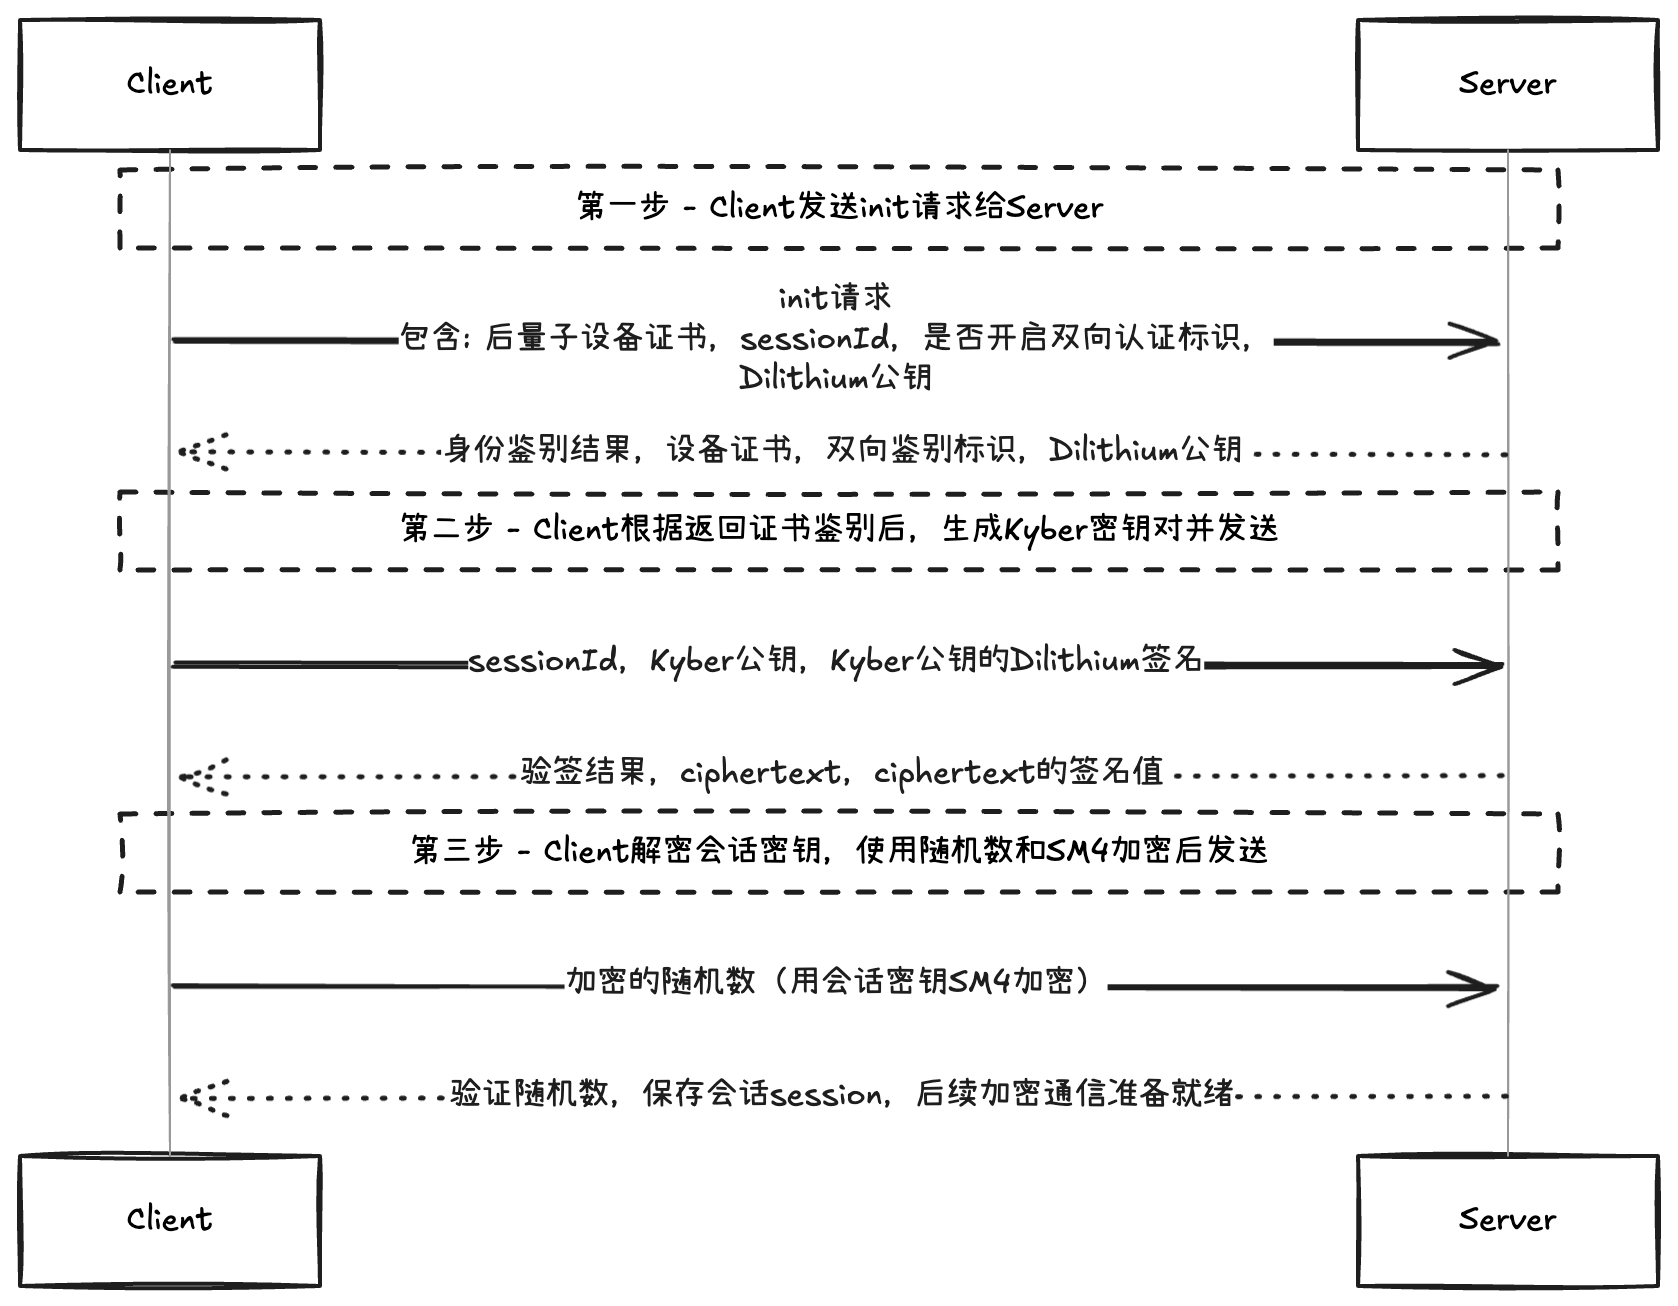 Client
Server
第一步 - Client发送init请求给Server
init请求
包含: 后量子设备证书，sessionId，是否开启双向认证标识，
Dilithium公钥
身份鉴别结果，设备证书，双向鉴别标识，Dilithium公钥
第二步 - Client根据返回证书鉴别后，生成Kyber密钥对并发送
sessionId，Kyber公钥，Kyber公钥的Dilithium签名
验签结果，ciphertext，ciphertext的签名值
第三步 - Client解密会话密钥，使用随机数和SM4加密后发送
加密的随机数（用会话密钥SM4加密）
验证随机数，保存会话session，后续加密通信准备就绪
Client
Server